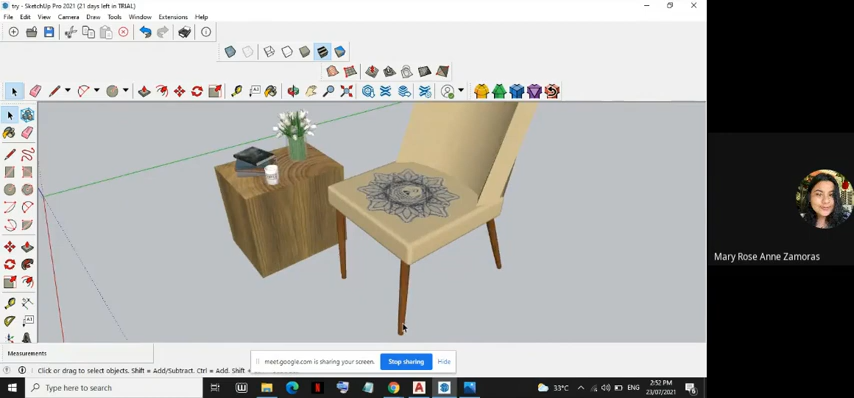 try - SketchUp Pro 2021 (21 days left in TRIAL)
File Edit View Camera Draw Tools Window Extensions Help
Mary Rose Anne Zamoras
Measurements
meet.google.com is sharing your screen. Stop sharing Hide
Click or drag to select objects. Shift = Add/Subtract. Ctrl = Add. Shift +
Type here to search
33°C ENG 2:52 PM
23/07/2021